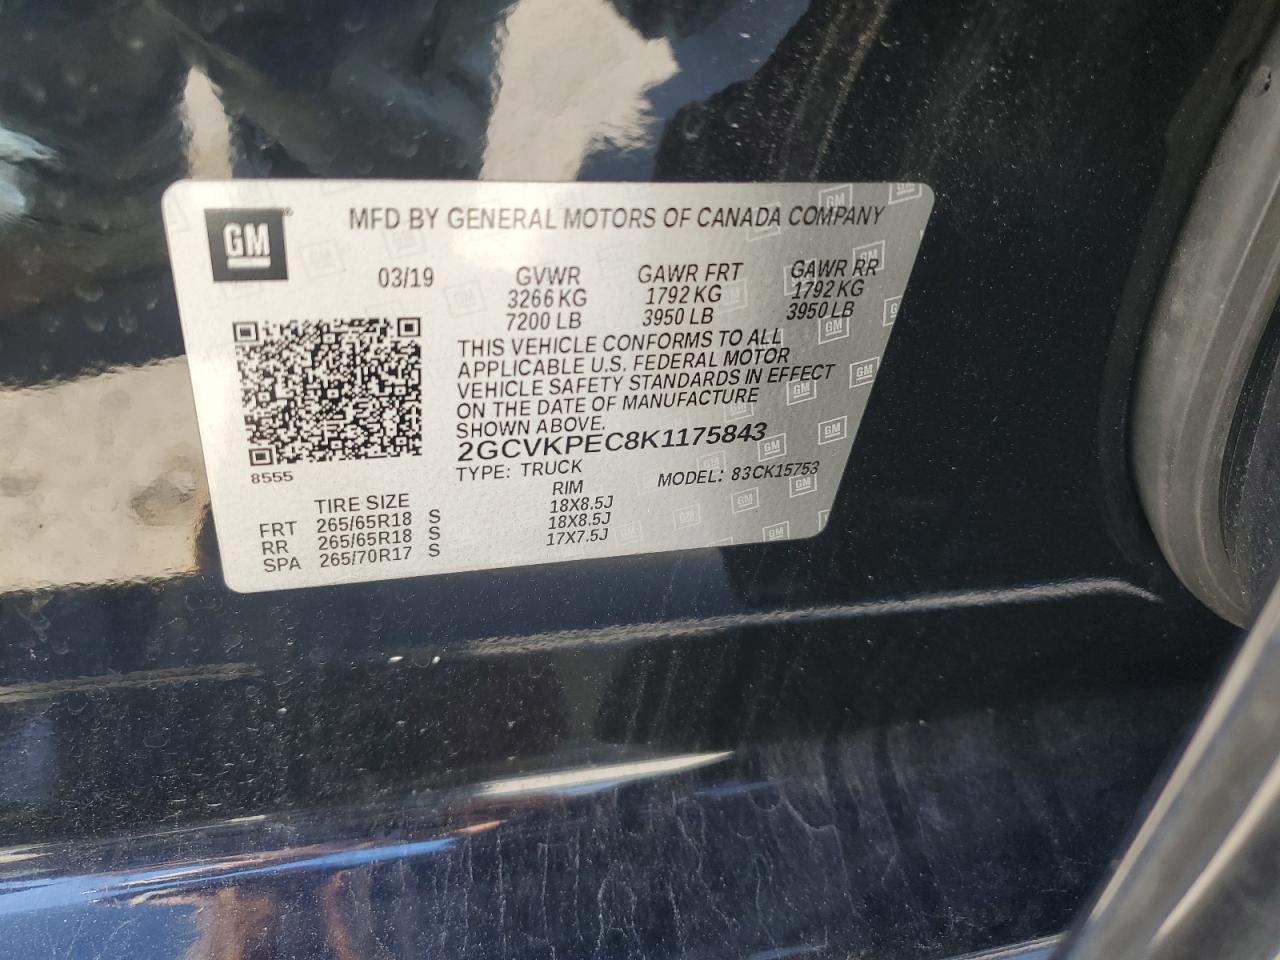 GM MFD BY GENERAL MOTORS OF CANADA COMPANY
03/19 GVWR GAWR FRT GAWR RR
3266 KG 1792 KG 1792 KG
7200 LB 3950 LB 3950 LB
THIS VEHICLE CONFORMS TO ALL
APPLICABLE U.S. FEDERAL MOTOR
VEHICLE SAFETY STANDARDS IN EFFECT
ON THE DATE OF MANUFACTURE
SHOWN ABOVE.
2GCVKPEC8K1175843
8555 TYPE: TRUCK MODEL: 83CK15753
TIRE SIZE RIM
FRT 265/65R18 S 18X8.5J
RR 265/65R18 S 18X8.5J
SPA 265/70R17 S 17X7.5J